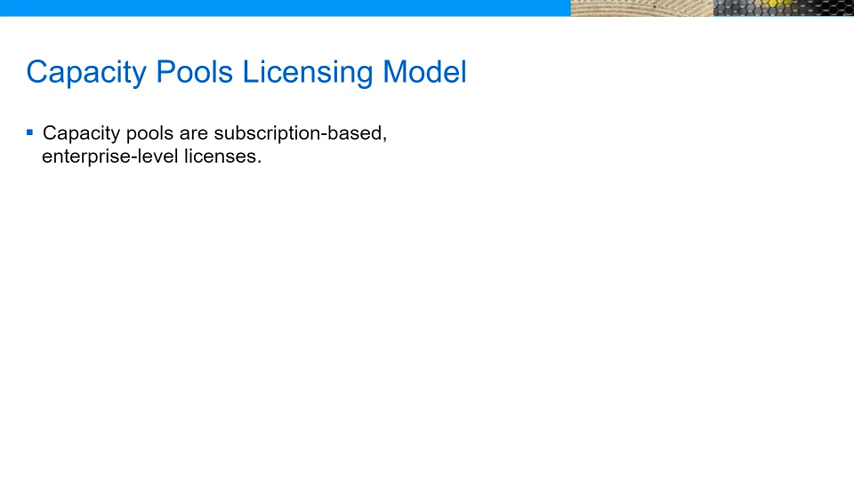 Capacity Pools Licensing Model
Capacity pools are subscription-based,
enterprise-level licenses.